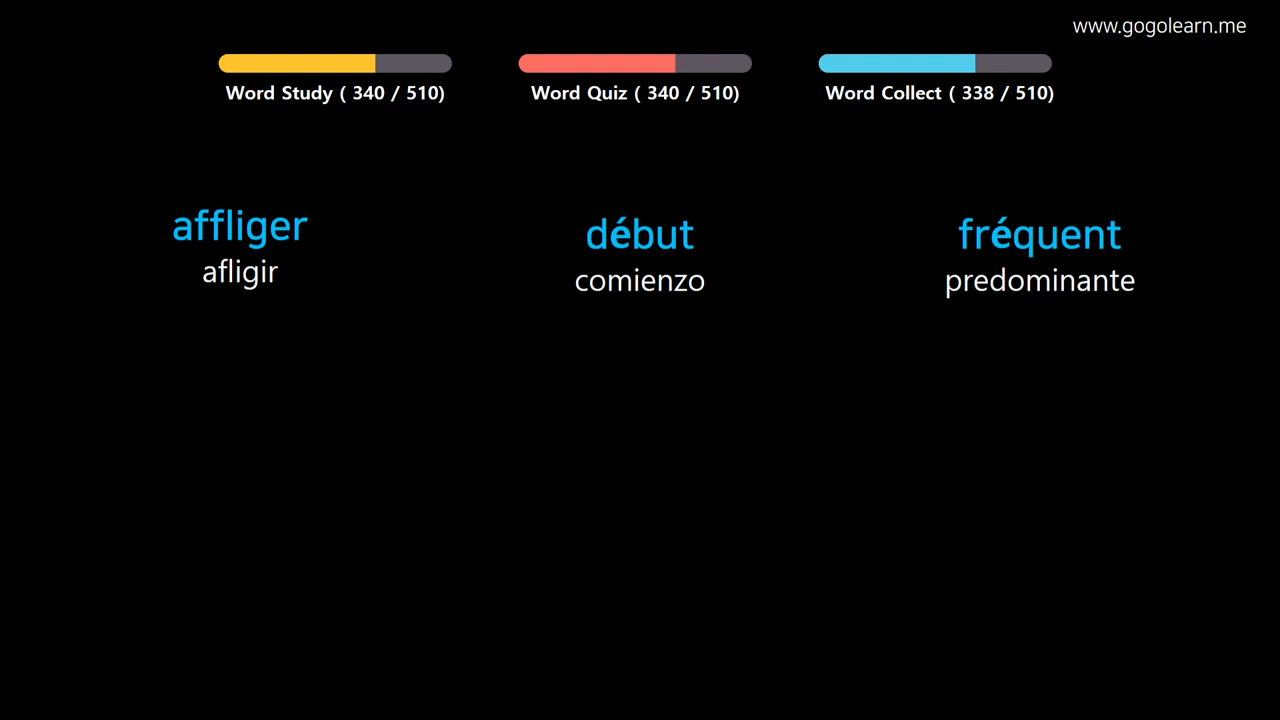 www.gogolearn.me
Word Study ( 340 / 510)
Word Quiz ( 340 / 510)
Word Collect ( 338 / 510)
affliger
afligir
début
comienzo
fréquent
predominante